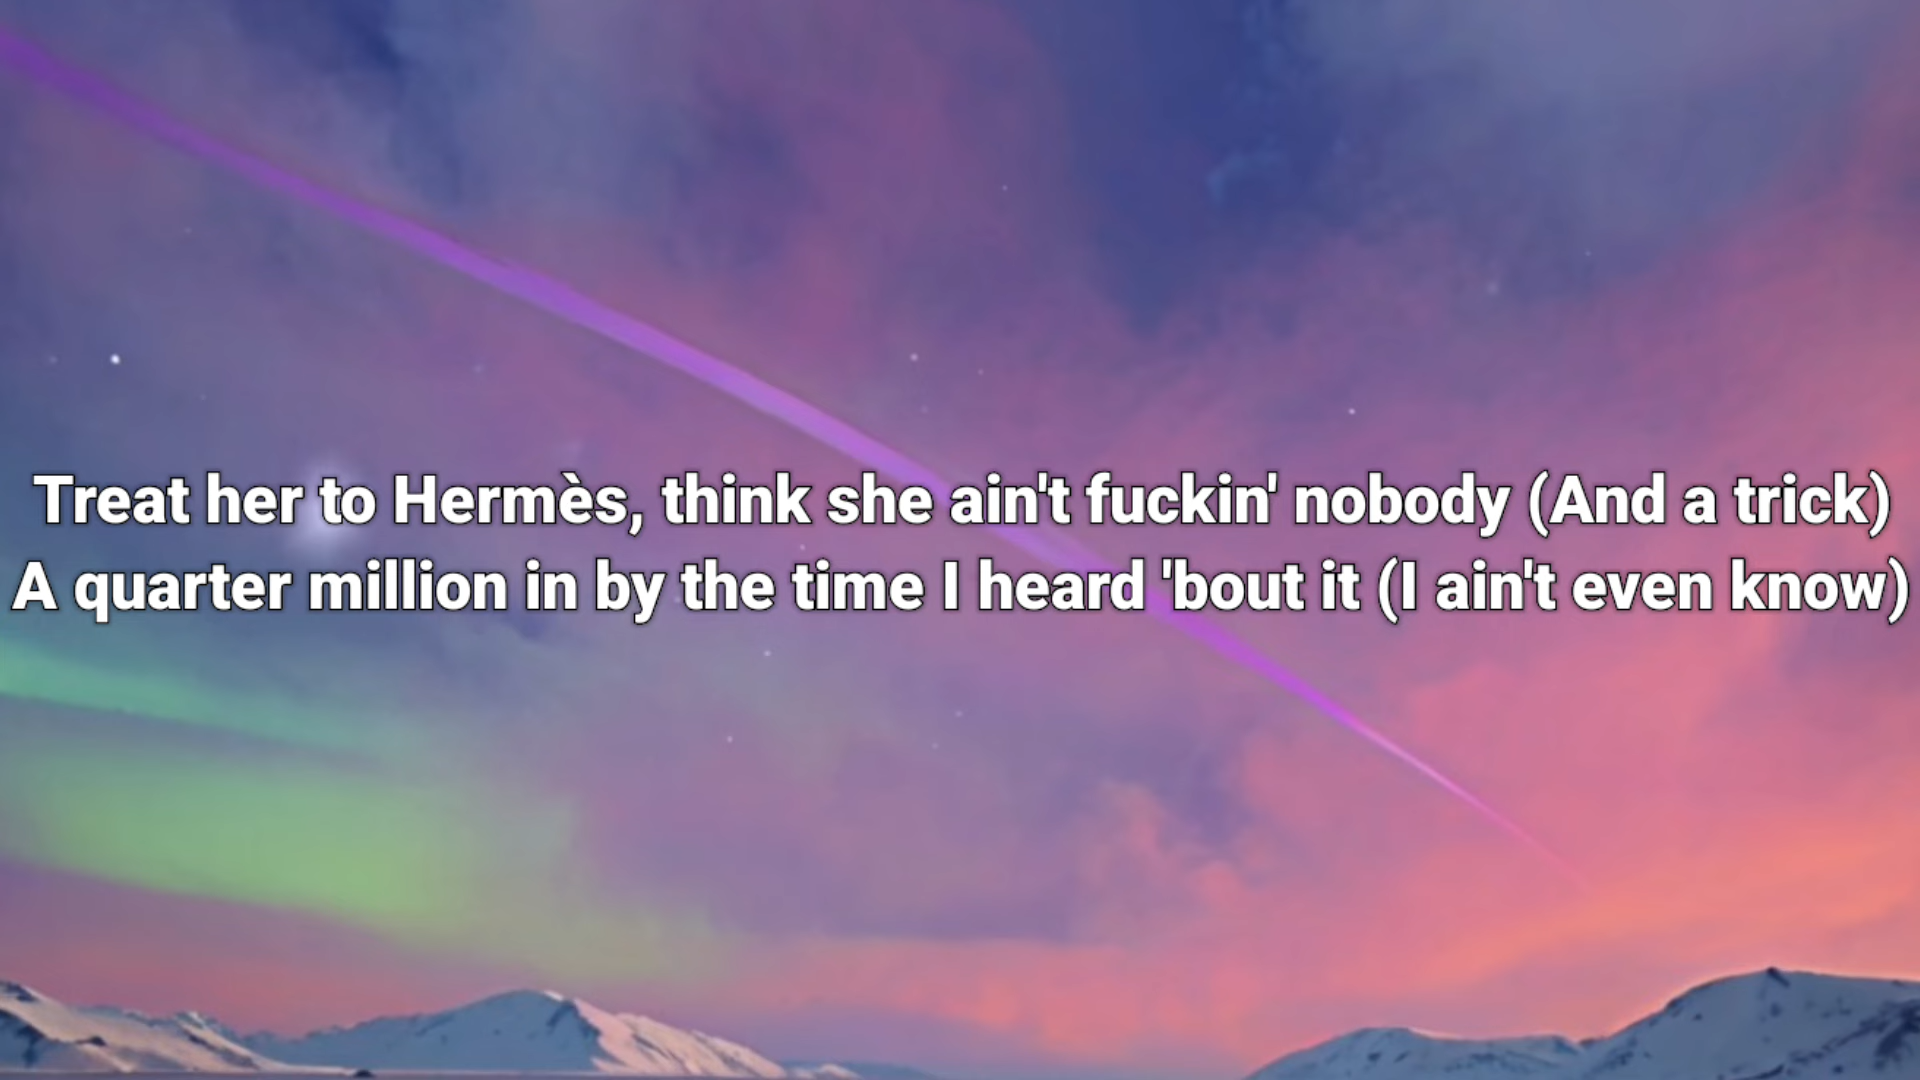 Treat her to Hermès, think she ain't fuckin' nobody (And a trick)
A quarter million in by the time I heard 'bout it (I ain't even know)